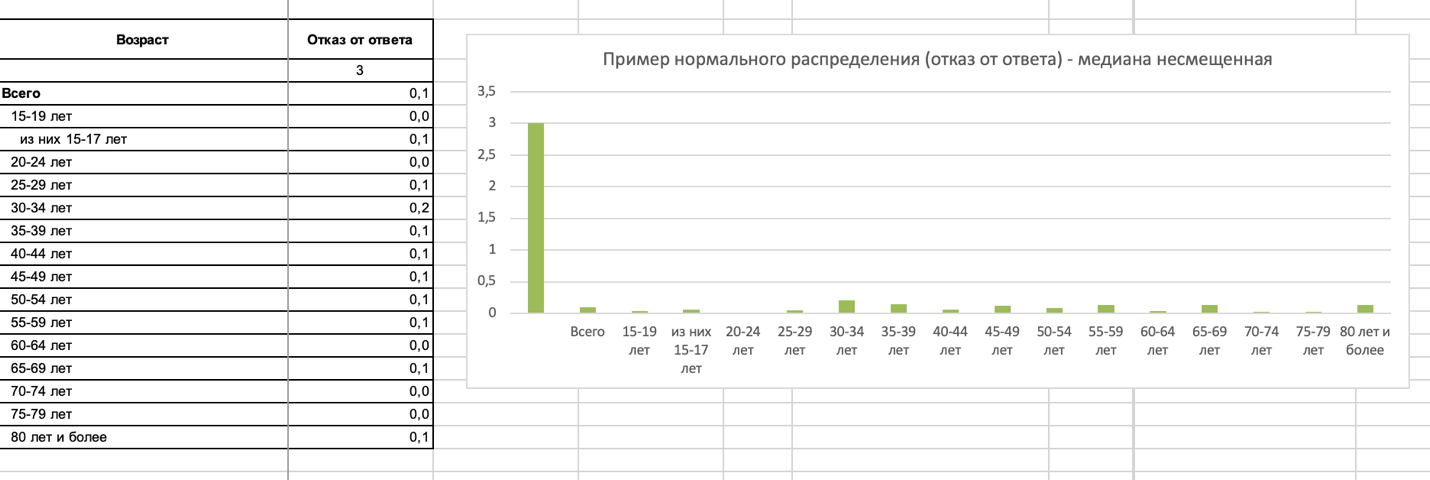 Возраст Отказ от ответа
3
Всего 0,1
15-19 лет 0,0
из них 15-17 лет 0,1
20-24 лет 0,0
25-29 лет 0,1
30-34 лет 0,2
35-39 лет 0,1
40-44 лет 0,1
45-49 лет 0,1
50-54 лет 0,1
55-59 лет 0,1
60-64 лет 0,0
65-69 лет 0,1
70-74 лет 0,0
75-79 лет 0,0
80 лет и более 0,1
Пример нормального распределения (отказ от ответа) - медиана несмещенная
3,5
3
2,5
2
1,5
1
0,5
0
Всего 15-19 из них 20-24 25-29 30-34 35-39 40-44 45-49 50-54 55-59 60-64 65-69 70-74 75-79 80 лет и
лет 15-17 лет лет лет лет лет лет лет лет лет лет лет лет более
лет